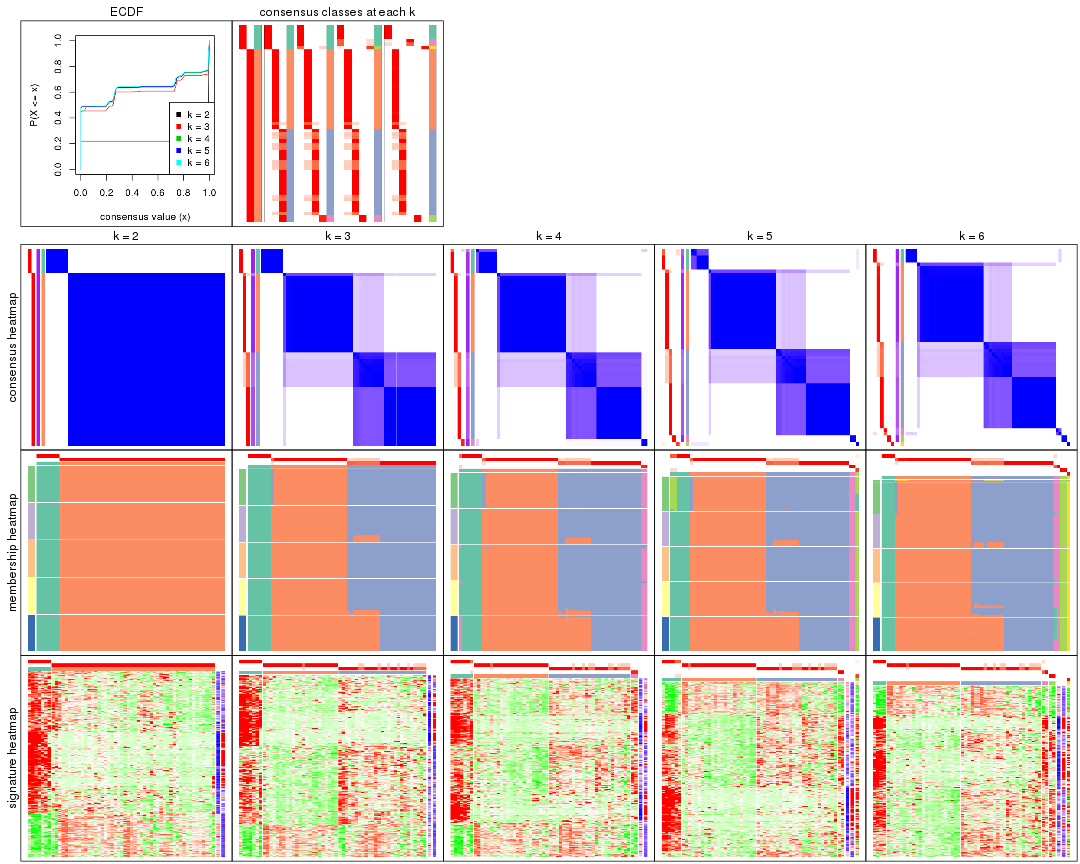 ECDF
consensus classes at each k
P(X <= x)
0.0 0.2 0.4 0.6 0.8 1.0
k = 2
k = 3
k = 4
k = 5
k = 6
0.0 0.2 0.4 0.6 0.8 1.0
consensus value (x)
k = 2
k = 3
k = 4
k = 5
k = 6
consensus heatmap
membership heatmap
signature heatmap